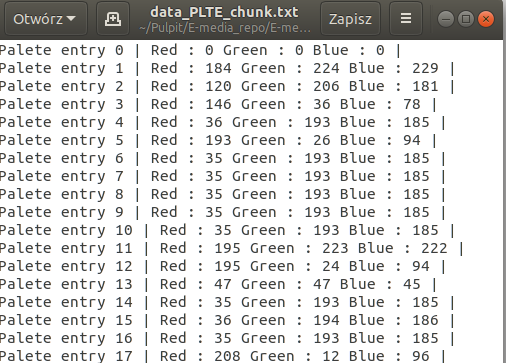 Otwórz
data_PLTE_chunk.txt
~/Pulpit/E-media_repo/E-me...
Zapisz
Palete entry 0 | Red : 0 Green : 0 Blue : 0 |
Palete entry 1 | Red : 184 Green : 224 Blue : 229 |
Palete entry 2 | Red : 120 Green : 206 Blue : 181 |
Palete entry 3 | Red : 146 Green : 36 Blue : 78 |
Palete entry 4 | Red : 36 Green : 193 Blue : 185 |
Palete entry 5 | Red : 193 Green : 26 Blue : 94 |
Palete entry 6 | Red : 35 Green : 193 Blue : 185 |
Palete entry 7 | Red : 35 Green : 193 Blue : 185 |
Palete entry 8 | Red : 35 Green : 193 Blue : 185 |
Palete entry 9 | Red : 35 Green : 193 Blue : 185 |
Palete entry 10 | Red : 35 Green : 193 Blue : 185 |
Palete entry 11 | Red : 195 Green : 223 Blue : 222 |
Palete entry 12 | Red : 195 Green : 24 Blue : 94 |
Palete entry 13 | Red : 47 Green : 47 Blue : 45 |
Palete entry 14 | Red : 35 Green : 193 Blue : 185 |
Palete entry 15 | Red : 36 Green : 194 Blue : 186 |
Palete entry 16 | Red : 35 Green : 193 Blue : 185 |
Palete entry 17 | Red : 208 Green : 12 Blue : 96 |